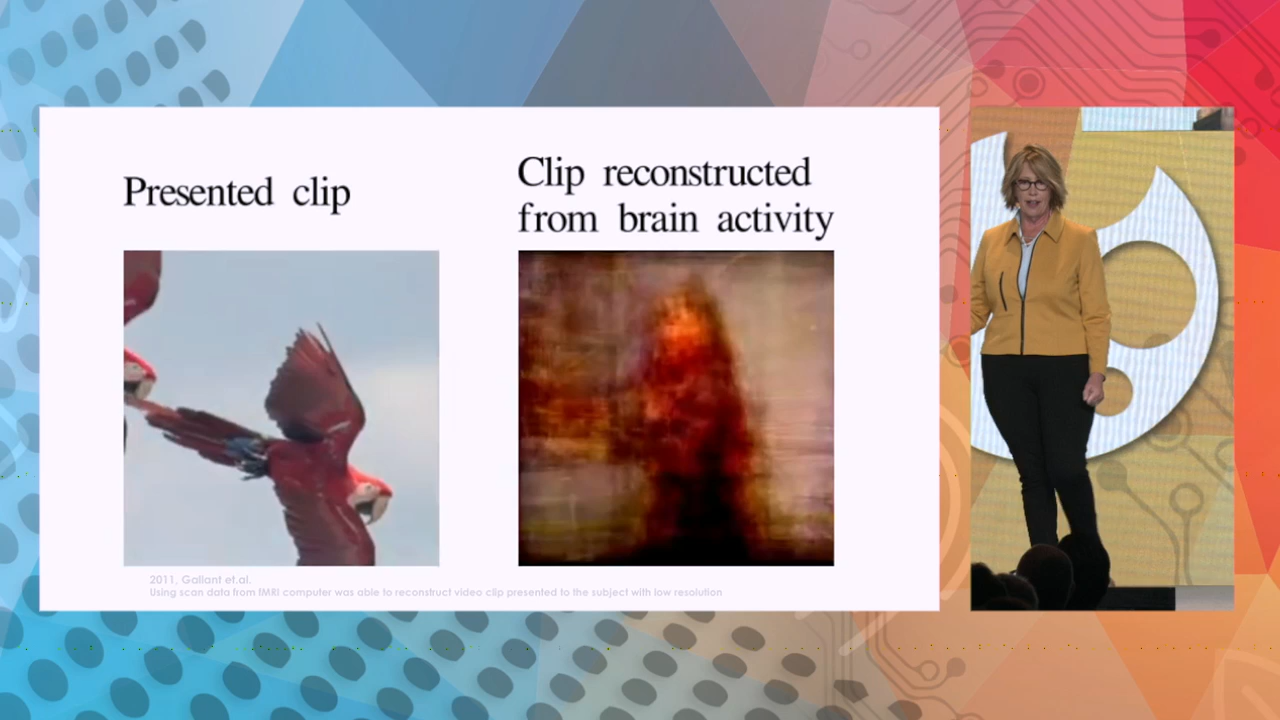 Presented clip
Clip reconstructed
from brain activity
2011, Galiant et.al.
Using scan data from fMRI computer was able to reconstruct video clip presented to the subject with low resolution